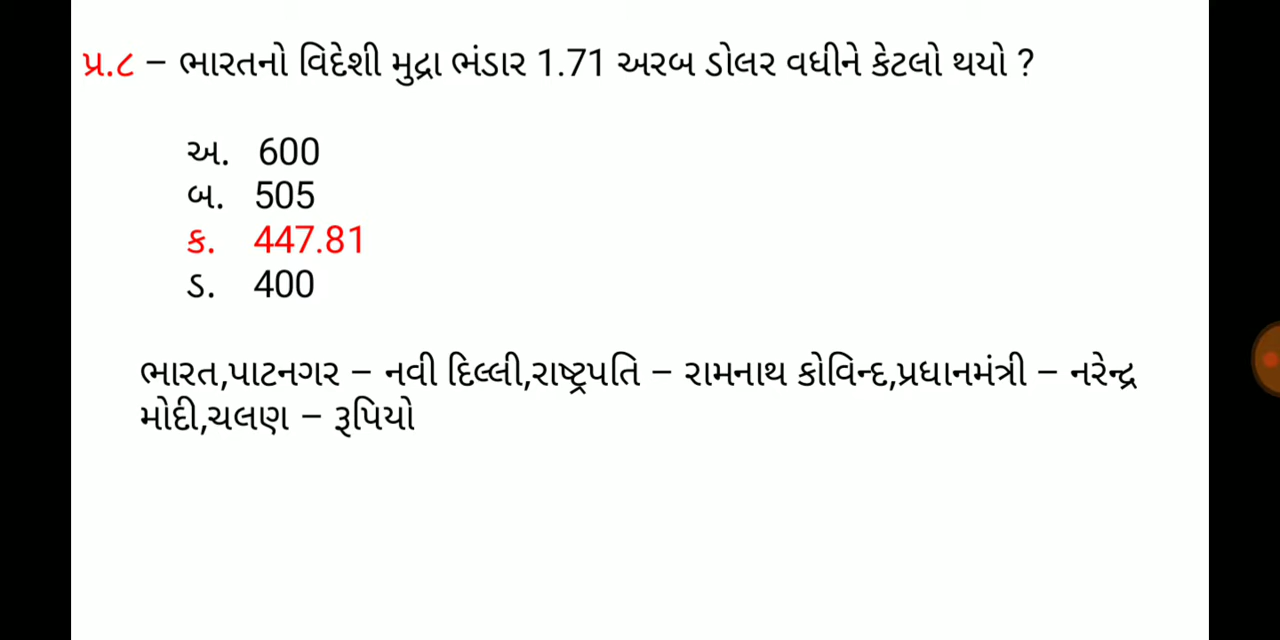 પ્ર.૮ – ભારતનો વિદેશી મુદ્રા ભંડાર 1.71 અરબ ડોલર વધીને કેટલો થયો ?
અ. 600
બ. 505
ક. 447.81
ડ. 400
ભારત,પાટનગર – નવી દિલ્લી,રાષ્ટ્રપતિ – રામનાથ કોવિન્દ,પ્રધાનમંત્રી – નરેન્દ્ર
મોદી,ચલણ – રૂપિયો